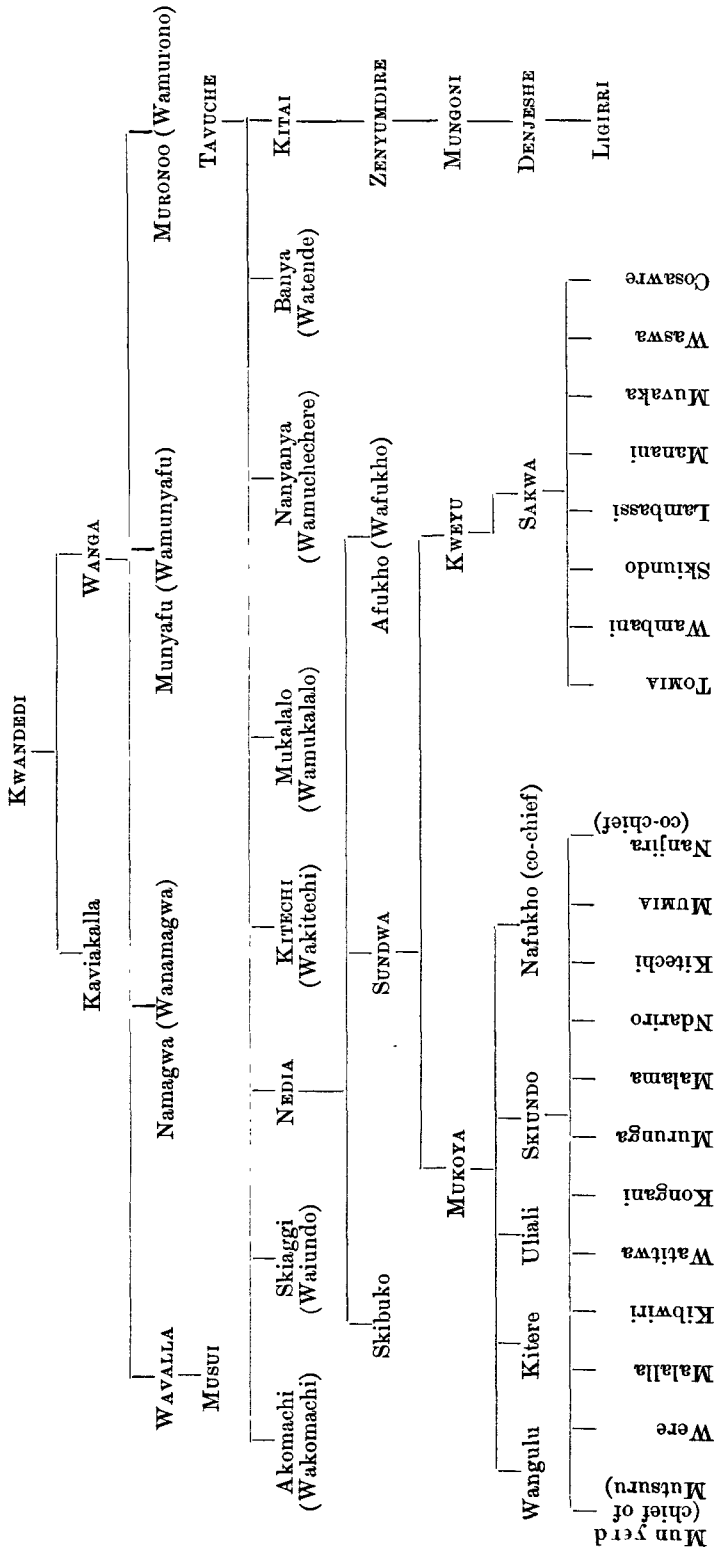 KWANDEDI
Kaviakalla
WANGA
WAVALLA
Namagwa (Wanamagwa)
Munyafu (Wamunyafu)
MURONOO (Wamurono)
MUSUI
TAVUCHE
Akomachi
(Wakomachi)
Skiaggi
(Waiundo)
NEDIA
KITECHI
(Wakitechi)
Mukalalo
(Wamukalalo)
Nanyanya
(Wamuchechere)
Banya
(Watende)
KITAI
Skibuko
SUNDWA
Afukho (Wafukho)
ZENYUMDIRE
MUKOYA
KWEYU
MUNGONI
Wangulu
Kitere
Uliali
SKIUNDO
Nafukho (co-chief)
SAKWA
DENJESHE
Mun yerd
(chief of
Mutsuru)
Were
Malalla
Kibwiri
Watitwa
Kongani
Murunga
Malama
Ndariro
Kitechi
MUMIA
Nanjira
(co-chief)
TOMIA
Wambani
Skiundo
Lambassi
Manani
Muvaka
Waswa
Cosawre
LIGIRRI